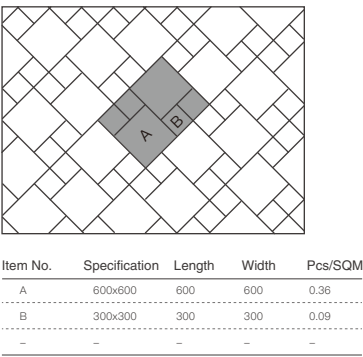 A
B
Item No. Specification Length Width Pcs/SQM
A 600x600 600 600 0.36
B 300x300 300 300 0.09
– – – – –